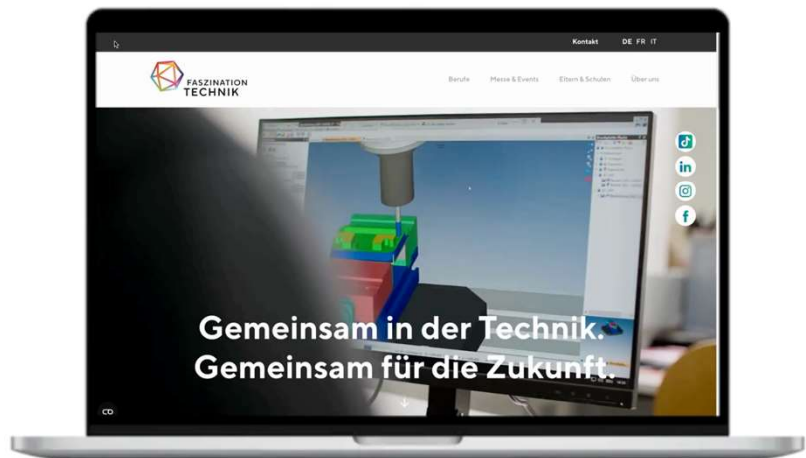 Kontakt DE FR IT
FASZINATION
TECHNIK
Berufe Messe & Events Eltern & Schulen Über uns
Gemeinsam in der Technik.
Gemeinsam für die Zukunft.